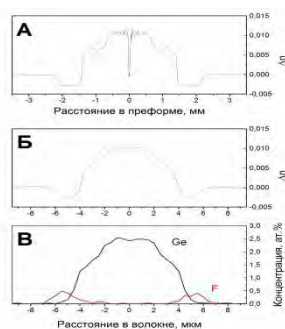 А
0,015
0,010
0,005
0,000
-0,005
Δn
-3 -2 -1 0 1 2 3
Расстояние в преформе, мм
Б
0,015
0,010
0,005
0,000
-0,005
Δn
-8 -6 -4 -2 0 2 4 6 8
В
Ge
F
3,0
2,5
2,0
1,5
1,0
0,5
0,0
Концентрация, ат.%
-8 -6 -4 -2 0 2 4 6 8
Расстояние в волокне, мкм